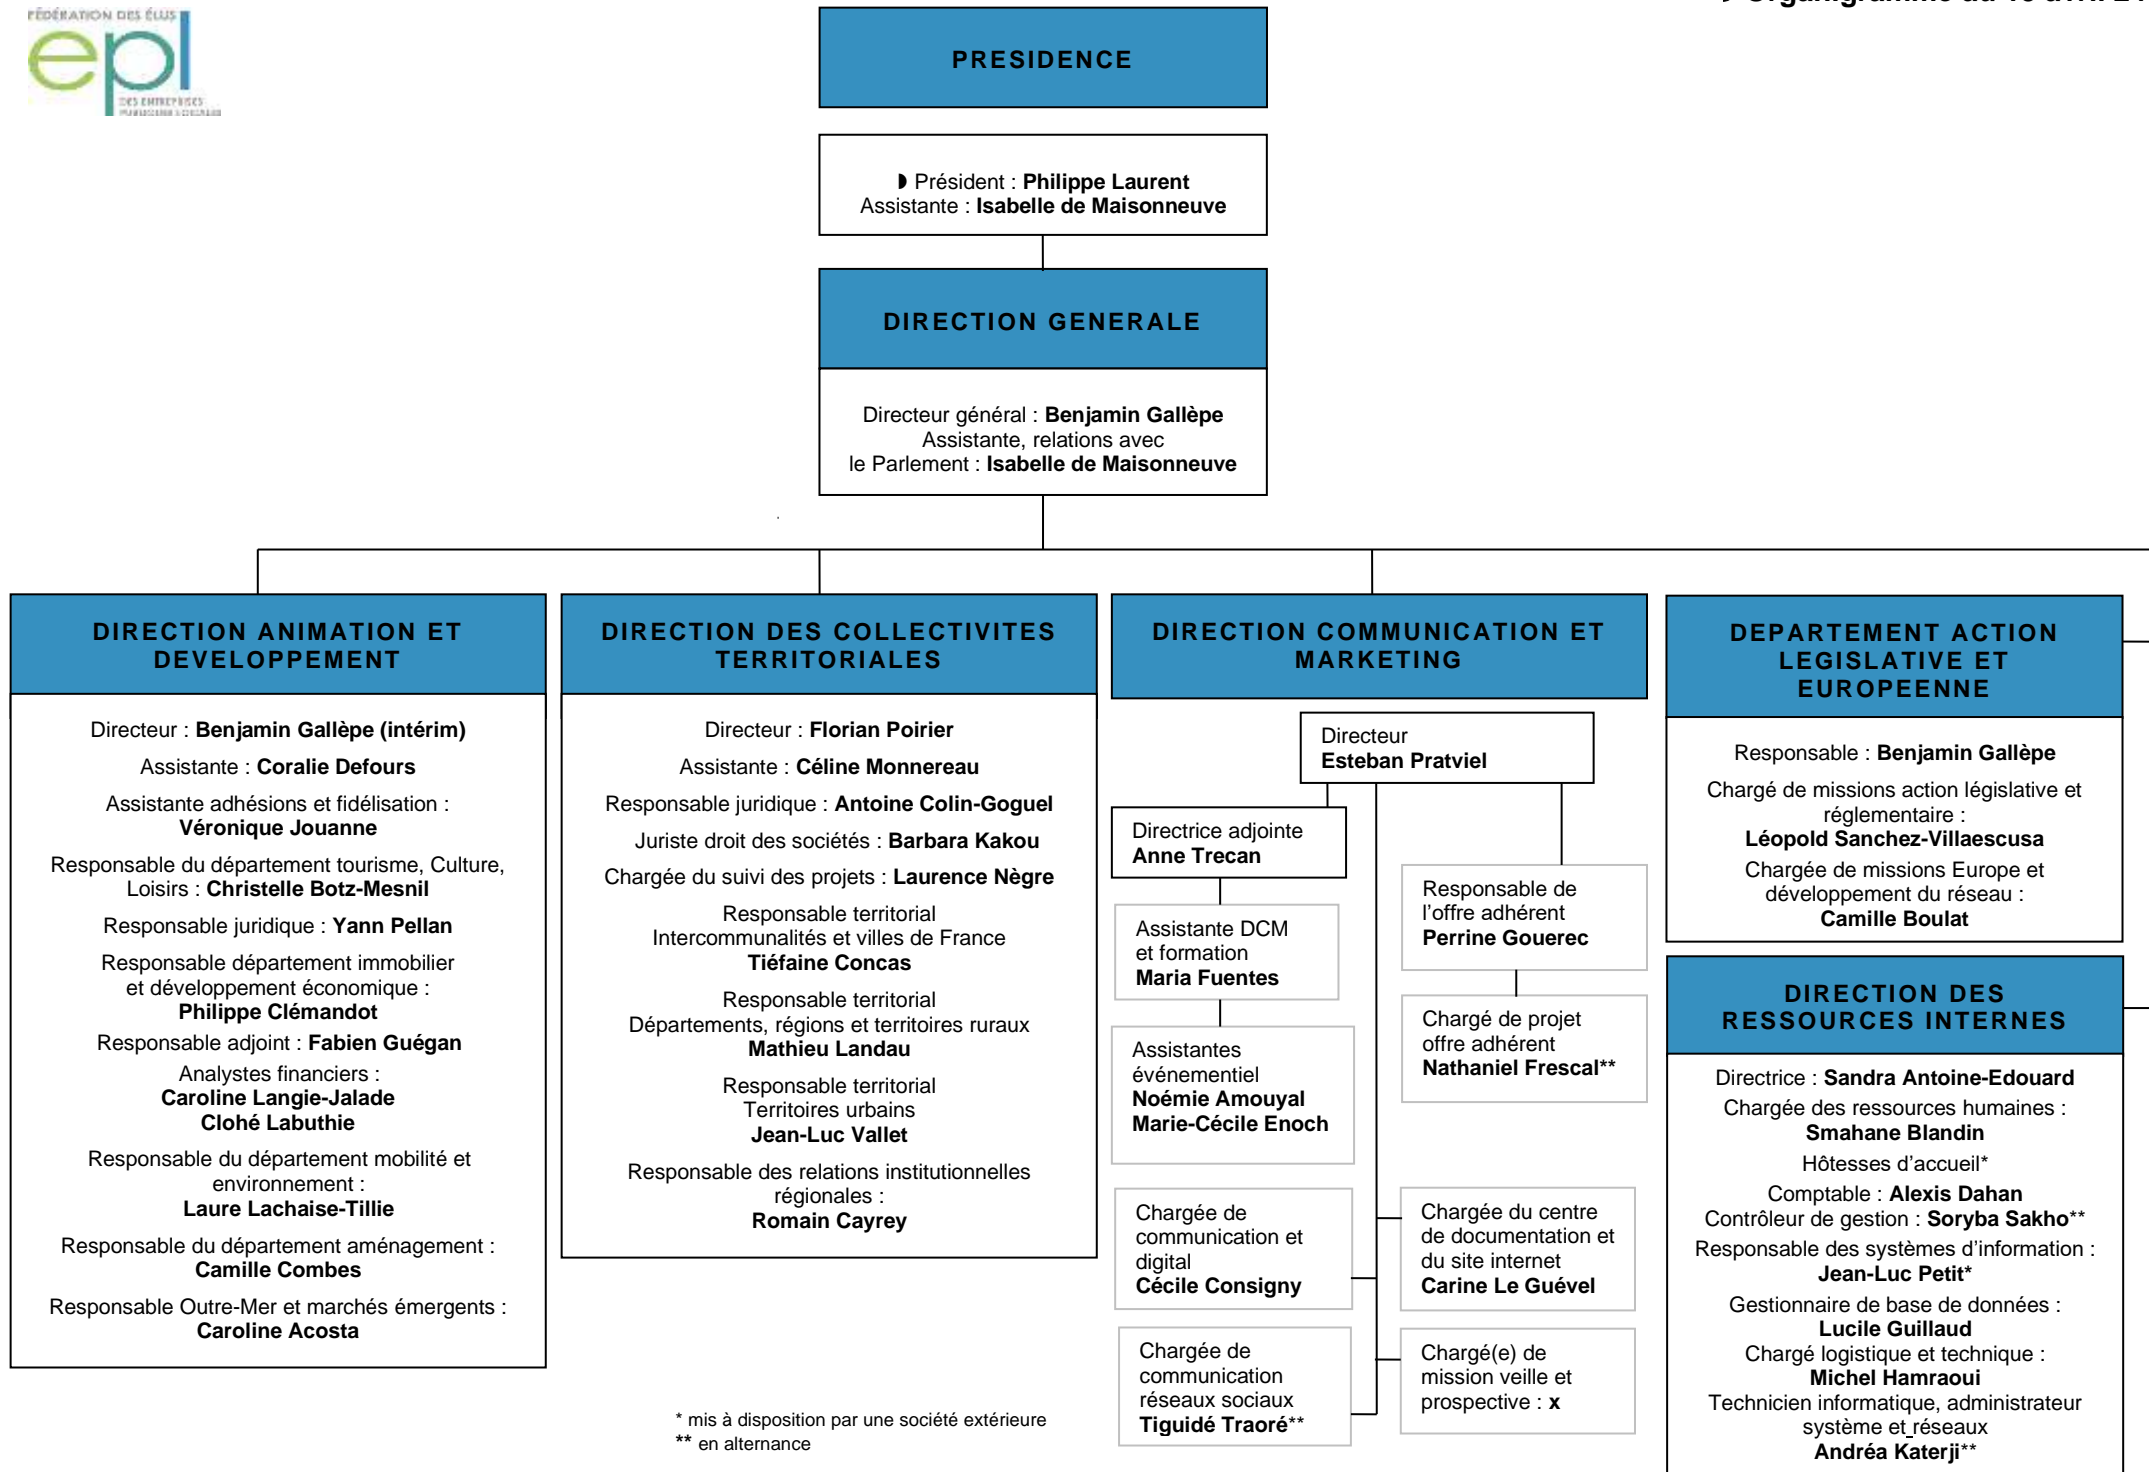 FÉDÉRATION DES ÉLUS
epl
DES ENTREPRISES
PUBLIQUES LOCALES
PRESIDENCE
◗ Président : Philippe Laurent
Assistante : Isabelle de Maisonneuve
DIRECTION GENERALE
Directeur général : Benjamin Gallèpe
Assistante, relations avec
le Parlement : Isabelle de Maisonneuve
DIRECTION ANIMATION ET
DEVELOPPEMENT
Directeur : Benjamin Gallèpe (intérim)
Assistante : Coralie Defours
Assistante adhésions et fidélisation :
Véronique Jouanne
Responsable du département tourisme, Culture,
Loisirs : Christelle Botz-Mesnil
Responsable juridique : Yann Pellan
Responsable département immobilier
et développement économique :
Philippe Clémandot
Responsable adjoint : Fabien Guégan
Analystes financiers :
Caroline Langie-Jalade
Clohé Labuthie
Responsable du département mobilité et
environnement :
Laure Lachaise-Tillie
Responsable du département aménagement :
Camille Combes
Responsable Outre-Mer et marchés émergents :
Caroline Acosta
DIRECTION DES COLLECTIVITES
TERRITORIALES
Directeur : Florian Poirier
Assistante : Céline Monnereau
Responsable juridique : Antoine Colin-Goguel
Juriste droit des sociétés : Barbara Kakou
Chargée du suivi des projets : Laurence Nègre
Responsable territorial
Intercommunalités et villes de France
Tiéfaine Concas
Responsable territorial
Départements, régions et territoires ruraux
Mathieu Landau
Responsable territorial
Territoires urbains
Jean-Luc Vallet
Responsable des relations institutionnelles
régionales :
Romain Cayrey
DIRECTION COMMUNICATION ET
MARKETING
Directeur
Esteban Pratviel
Directrice adjointe
Anne Trecan
Assistante DCM
et formation
Maria Fuentes
Assistantes
événementiel
Noémie Amouyal
Marie-Cécile Enoch
Responsable de
l'offre adhérent
Perrine Gouerec
Chargé de projet
offre adhérent
Nathaniel Frescal**
Chargée de
communication et
digital
Cécile Consigny
Chargée du centre
de documentation et
du site internet
Carine Le Guével
Chargée de
communication
réseaux sociaux
Tiguidé Traoré**
Chargé(e) de
mission veille et
prospective : x
DEPARTEMENT ACTION
LEGISLATIVE ET
EUROPEENNE
Responsable : Benjamin Gallèpe
Chargé de missions action législative et
réglementaire :
Léopold Sanchez-Villaescusa
Chargée de missions Europe et
développement du réseau :
Camille Boulat
DIRECTION DES
RESSOURCES INTERNES
Directrice : Sandra Antoine-Edouard
Chargée des ressources humaines :
Smahane Blandin
Hôtesses d'accueil*
Comptable : Alexis Dahan
Contrôleur de gestion : Soryba Sakho**
Responsable des systèmes d'information :
Jean-Luc Petit*
Gestionnaire de base de données :
Lucile Guillaud
Chargé logistique et technique :
Michel Hamraoui
Technicien informatique, administrateur
système et réseaux
Andréa Katerji**
* mis à disposition par une société extérieure
** en alternance